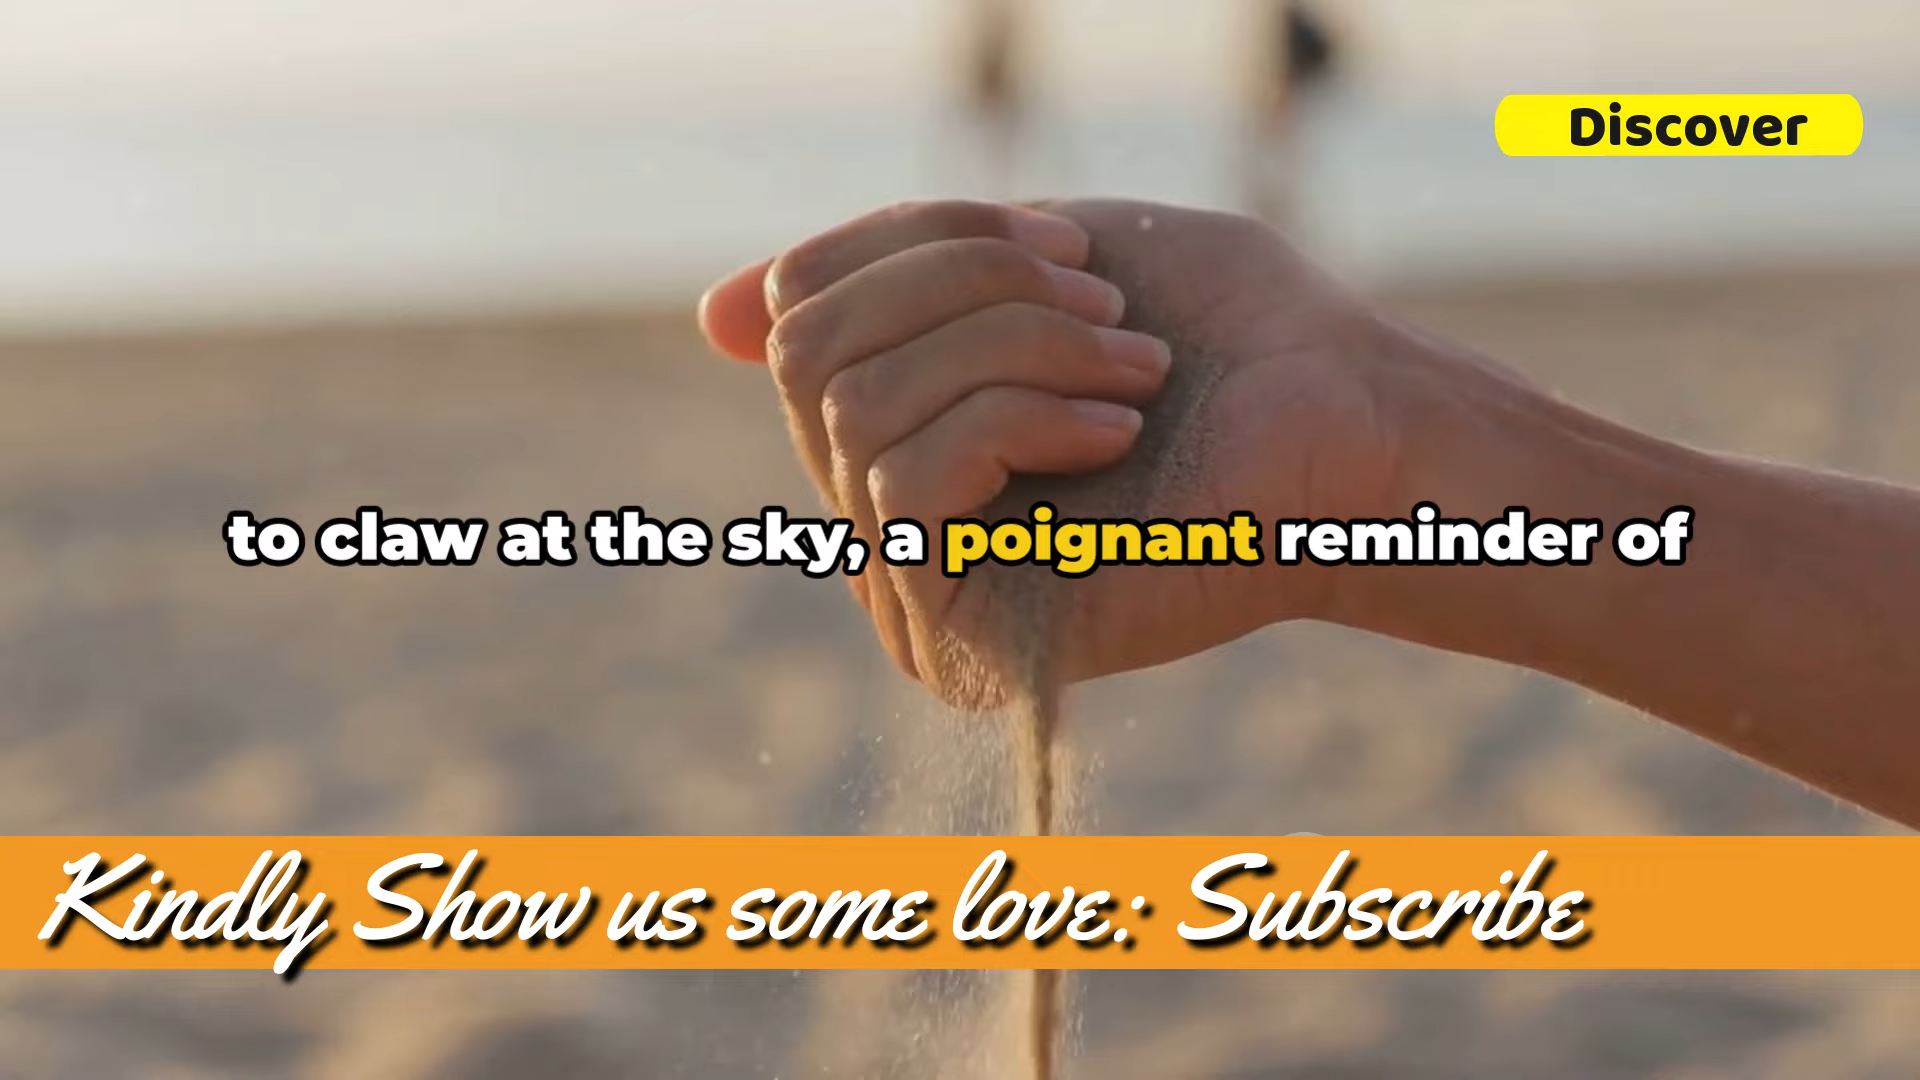 Discover
to claw at the sky, a poignant reminder of
Kindly Show us some love: Subscribe